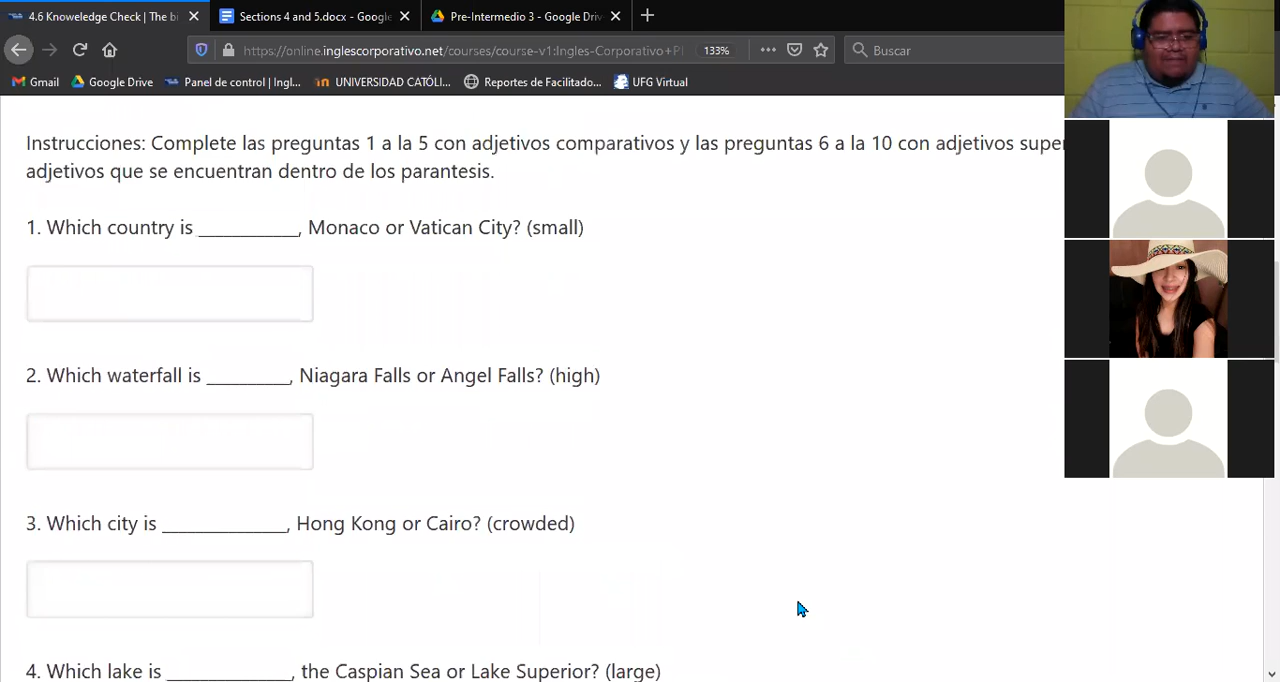 4.6 Knoweledge Check | The bi
Sections 4 and 5.docx - Google
Pre-Intermedio 3 - Google Driv
https://online.inglescorporativo.net/courses/course-v1:Ingles-Corporativo+P
133%
Buscar
Gmail
Google Drive
Panel de control | Ingl...
UNIVERSIDAD CATÓLI...
Reportes de Facilitado...
UFG Virtual
Instrucciones: Complete las preguntas 1 a la 5 con adjetivos comparativos y las preguntas 6 a la 10 con adjetivos super
adjetivos que se encuentran dentro de los parantesis.
1. Which country is ___________, Monaco or Vatican City? (small)
2. Which waterfall is _________, Niagara Falls or Angel Falls? (high)
3. Which city is _____________, Hong Kong or Cairo? (crowded)
4. Which lake is _____________, the Caspian Sea or Lake Superior? (large)